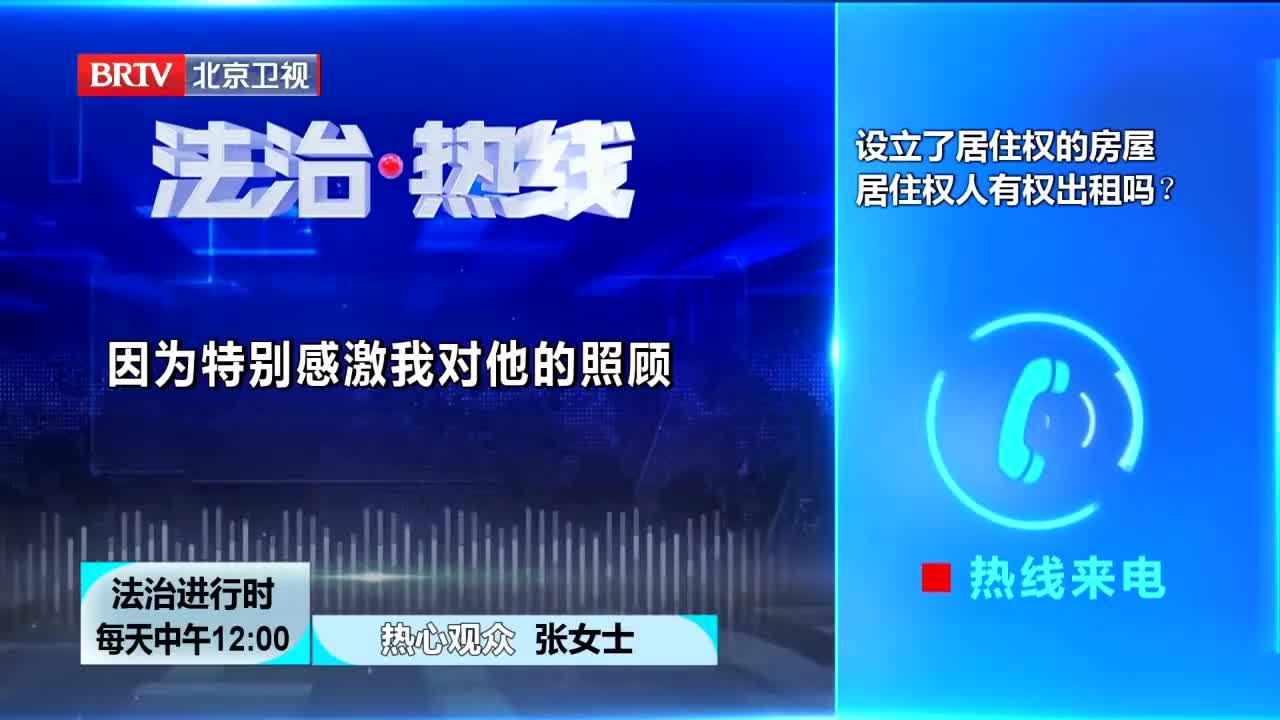 BRTV 北京卫视
法治·热线
设立了居住权的房屋
居住权人有权出租吗？
因为特别感激我对他的照顾
热线来电
法治进行时
每天中午12:00
热心观众 张女士